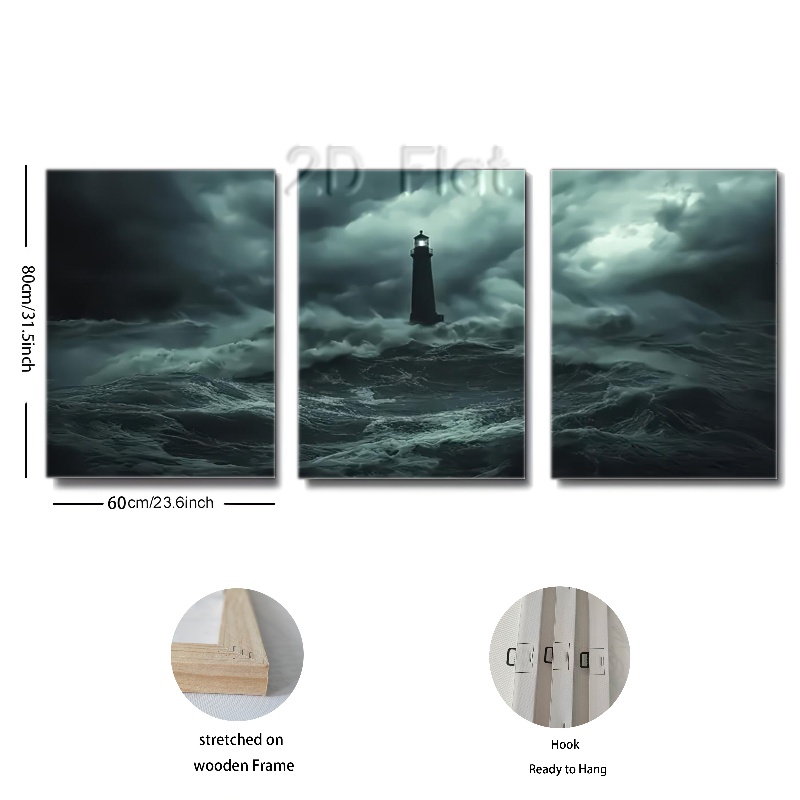 2D Flat
80cm/31.5inch
60cm/23.6inch
stretched on
wooden Frame
Hook
Ready to Hang